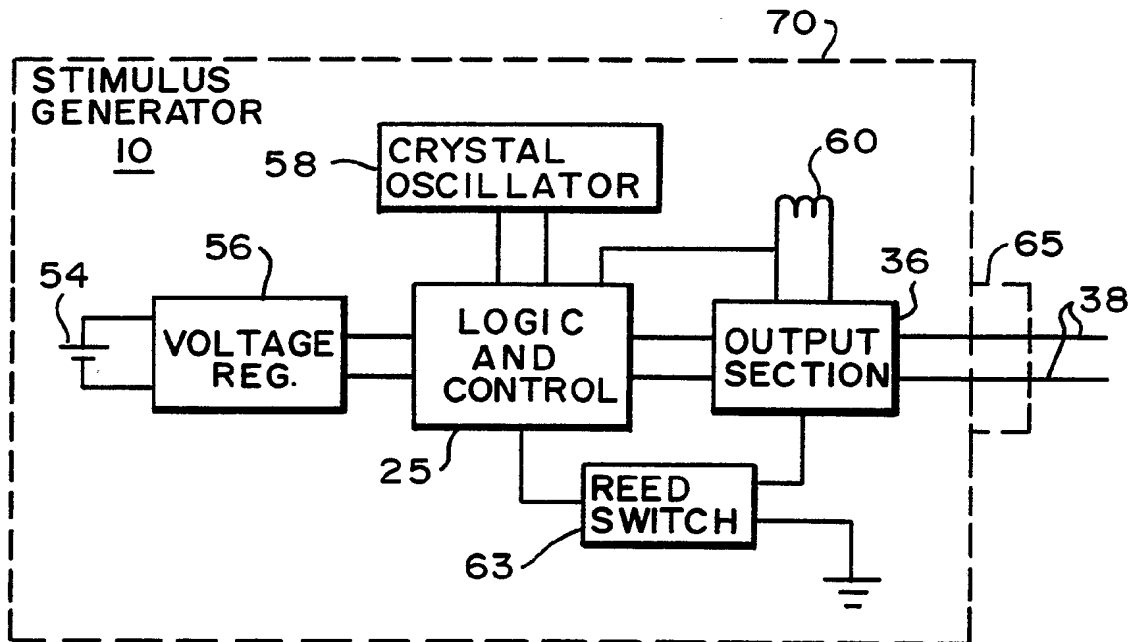 70
STIMULUS
GENERATOR
10
58
CRYSTAL
OSCILLATOR
60
56
54
65
36
38
VOLTAGE
REG.
LOGIC
AND
CONTROL
OUTPUT
SECTION
25
REED
SWITCH
63